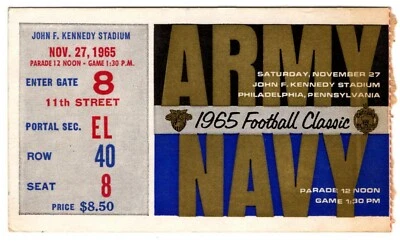 JOHN F. KENNEDY STADIUM
NOV. 27, 1965
PARADE 12 NOON - GAME 1:30 P.M.
ENTER GATE 8
11th STREET
PORTAL SEC. EL
ROW 40
SEAT 8
PRICE $8.50
ARMY
SATURDAY, NOVEMBER 27
JOHN F. KENNEDY STADIUM
PHILADELPHIA, PENNSYLVANIA
1965 Football Classic
NAVY
PARADE 12 NOON
GAME 1:30 PM